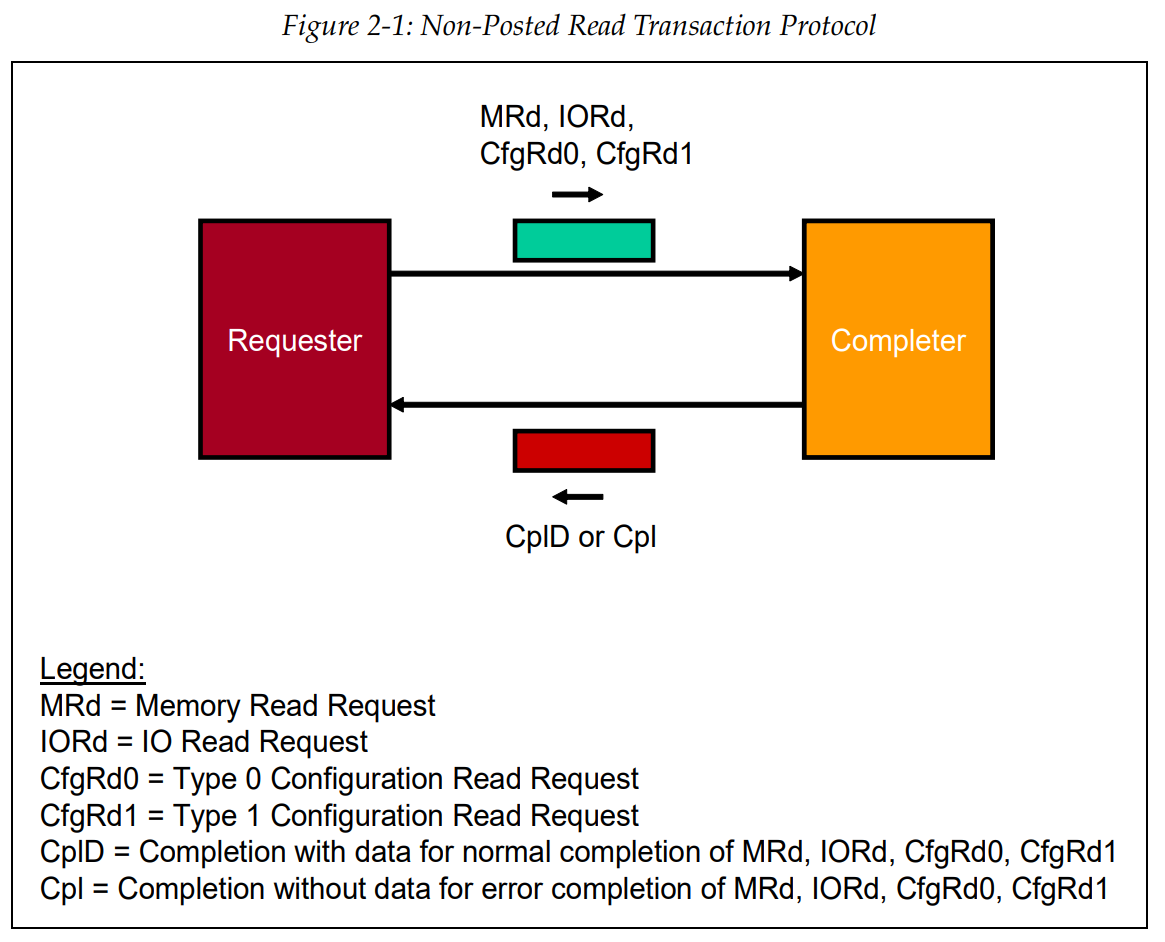 Figure 2-1: Non-Posted Read Transaction Protocol
MRd, IORd,
CfgRd0, CfgRd1
Requester
Completer
CplD or Cpl
Legend:
MRd = Memory Read Request
IORd = IO Read Request
CfgRd0 = Type 0 Configuration Read Request
CfgRd1 = Type 1 Configuration Read Request
CplD = Completion with data for normal completion of MRd, IORd, CfgRd0, CfgRd1
Cpl = Completion without data for error completion of MRd, IORd, CfgRd0, CfgRd1